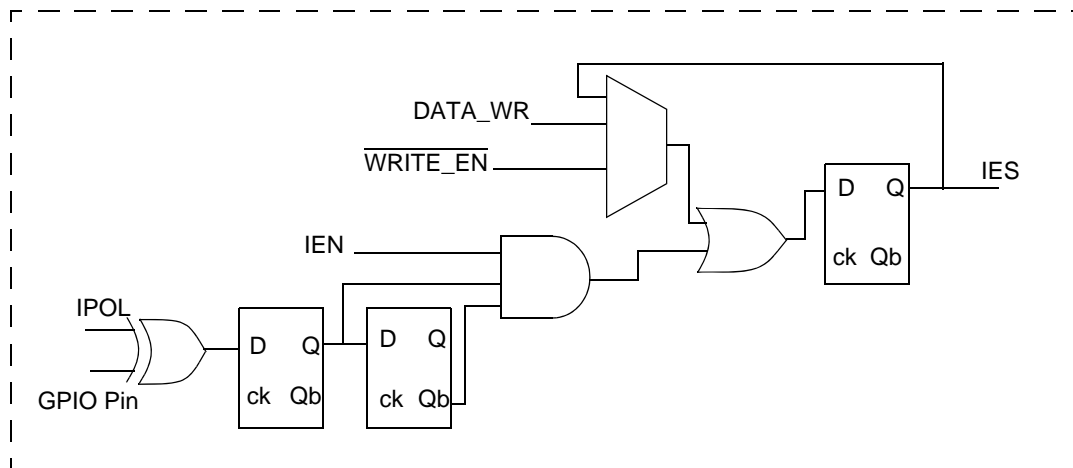 DATA_WR
WRITE_EN
IES
D Q
ck Qb
IEN
IPOL
GPIO Pin
D Q
ck Qb
D Q
ck Qb